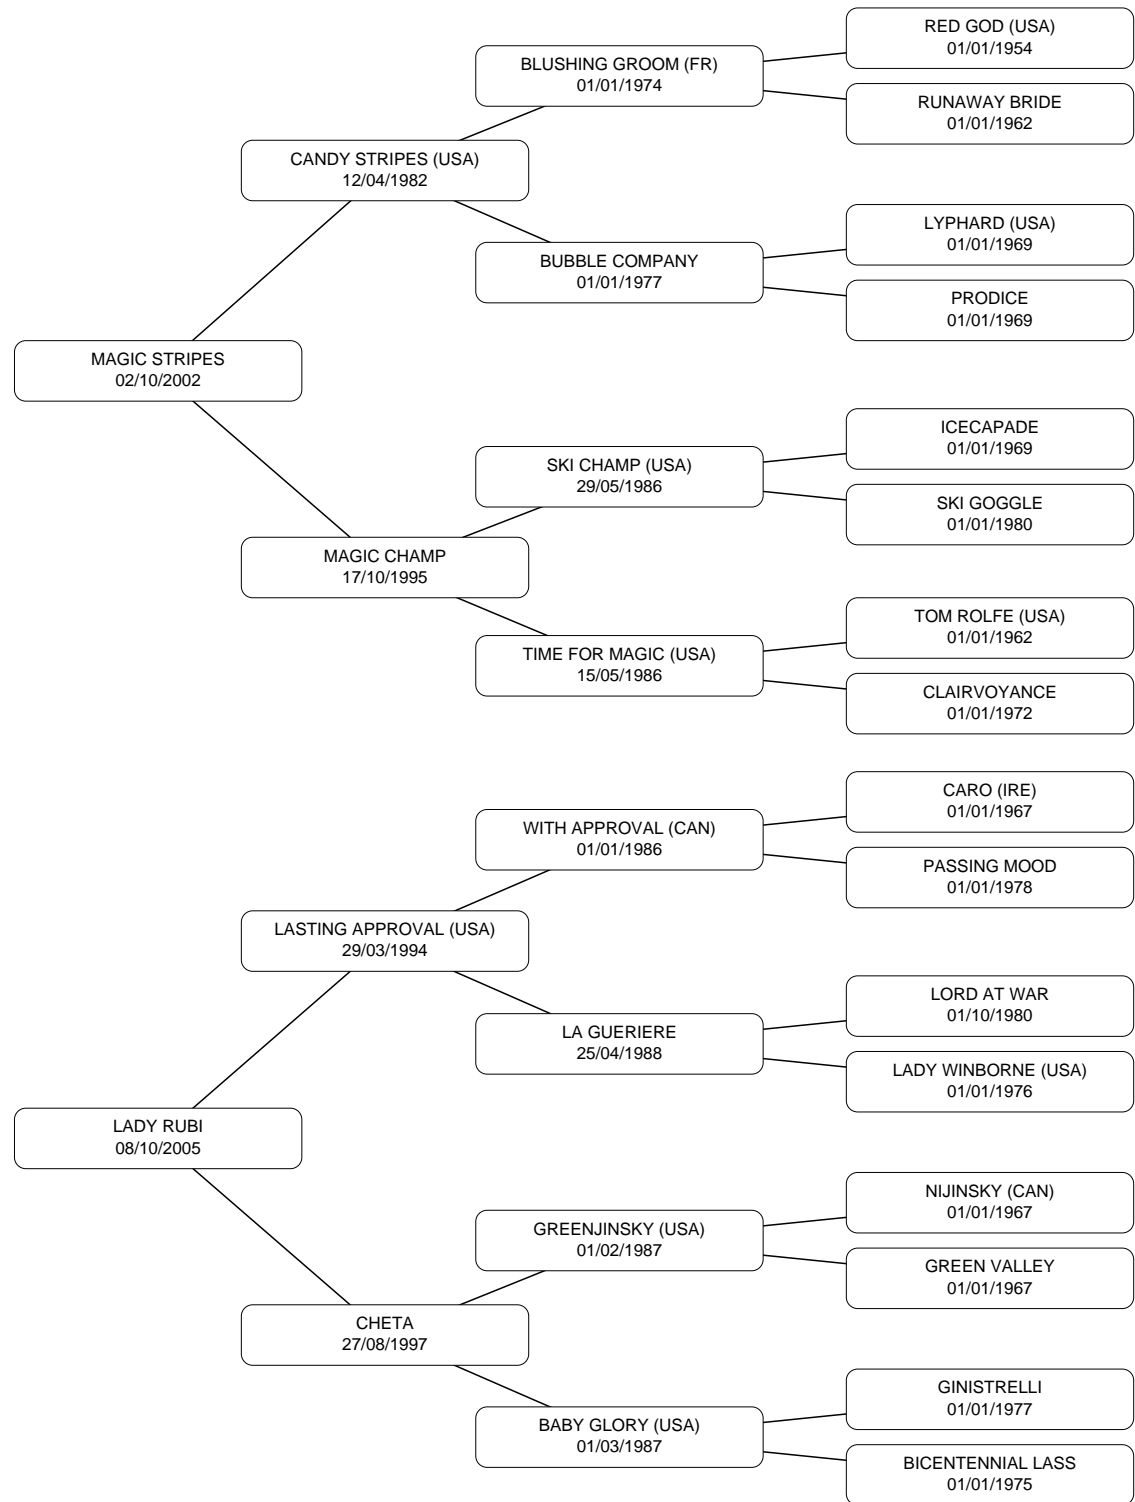 RED GOD (USA)
01/01/1954
BLUSHING GROOM (FR)
01/01/1974
RUNAWAY BRIDE
01/01/1962
CANDY STRIPES (USA)
12/04/1982
LYPHARD (USA)
01/01/1969
BUBBLE COMPANY
01/01/1977
PRODICE
01/01/1969
MAGIC STRIPES
02/10/2002
ICECAPADE
01/01/1969
SKI CHAMP (USA)
29/05/1986
SKI GOGGLE
01/01/1980
MAGIC CHAMP
17/10/1995
TOM ROLFE (USA)
01/01/1962
TIME FOR MAGIC (USA)
15/05/1986
CLAIRVOYANCE
01/01/1972
CARO (IRE)
01/01/1967
WITH APPROVAL (CAN)
01/01/1986
PASSING MOOD
01/01/1978
LASTING APPROVAL (USA)
29/03/1994
LORD AT WAR
01/10/1980
LA GUERIERE
25/04/1988
LADY WINBORNE (USA)
01/01/1976
LADY RUBI
08/10/2005
NIJINSKY (CAN)
01/01/1967
GREENJINSKY (USA)
01/02/1987
GREEN VALLEY
01/01/1967
CHETA
27/08/1997
GINISTRELLI
01/01/1977
BABY GLORY (USA)
01/03/1987
BICENTENNIAL LASS
01/01/1975